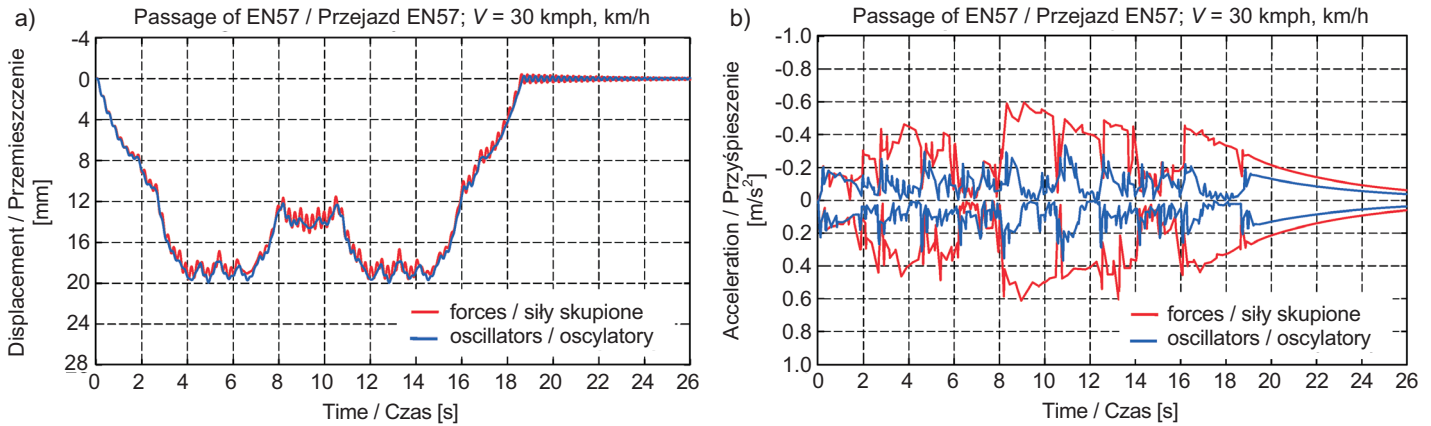 a)
Passage of EN57 / Przejazd EN57; V = 30 kmph, km/h
Displacement / Przemieszczenie
[mm]
-4
0
4
8
12
16
20
24
28
forces / siły skupione
oscillators / oscylatory
0 2 4 6 8 10 12 14 16 18 20 22 24 26
Time / Czas [s]
b)
Passage of EN57 / Przejazd EN57; V = 30 kmph, km/h
Acceleration / Przyśpieszenie
[m/s²]
-1.0
-0.8
-0.6
-0.4
-0.2
0
0.2
0.4
0.6
0.8
1.0
forces / siły skupione
oscillators / oscylatory
0 2 4 6 8 10 12 14 16 18 20 22 24 26
Time / Czas [s]